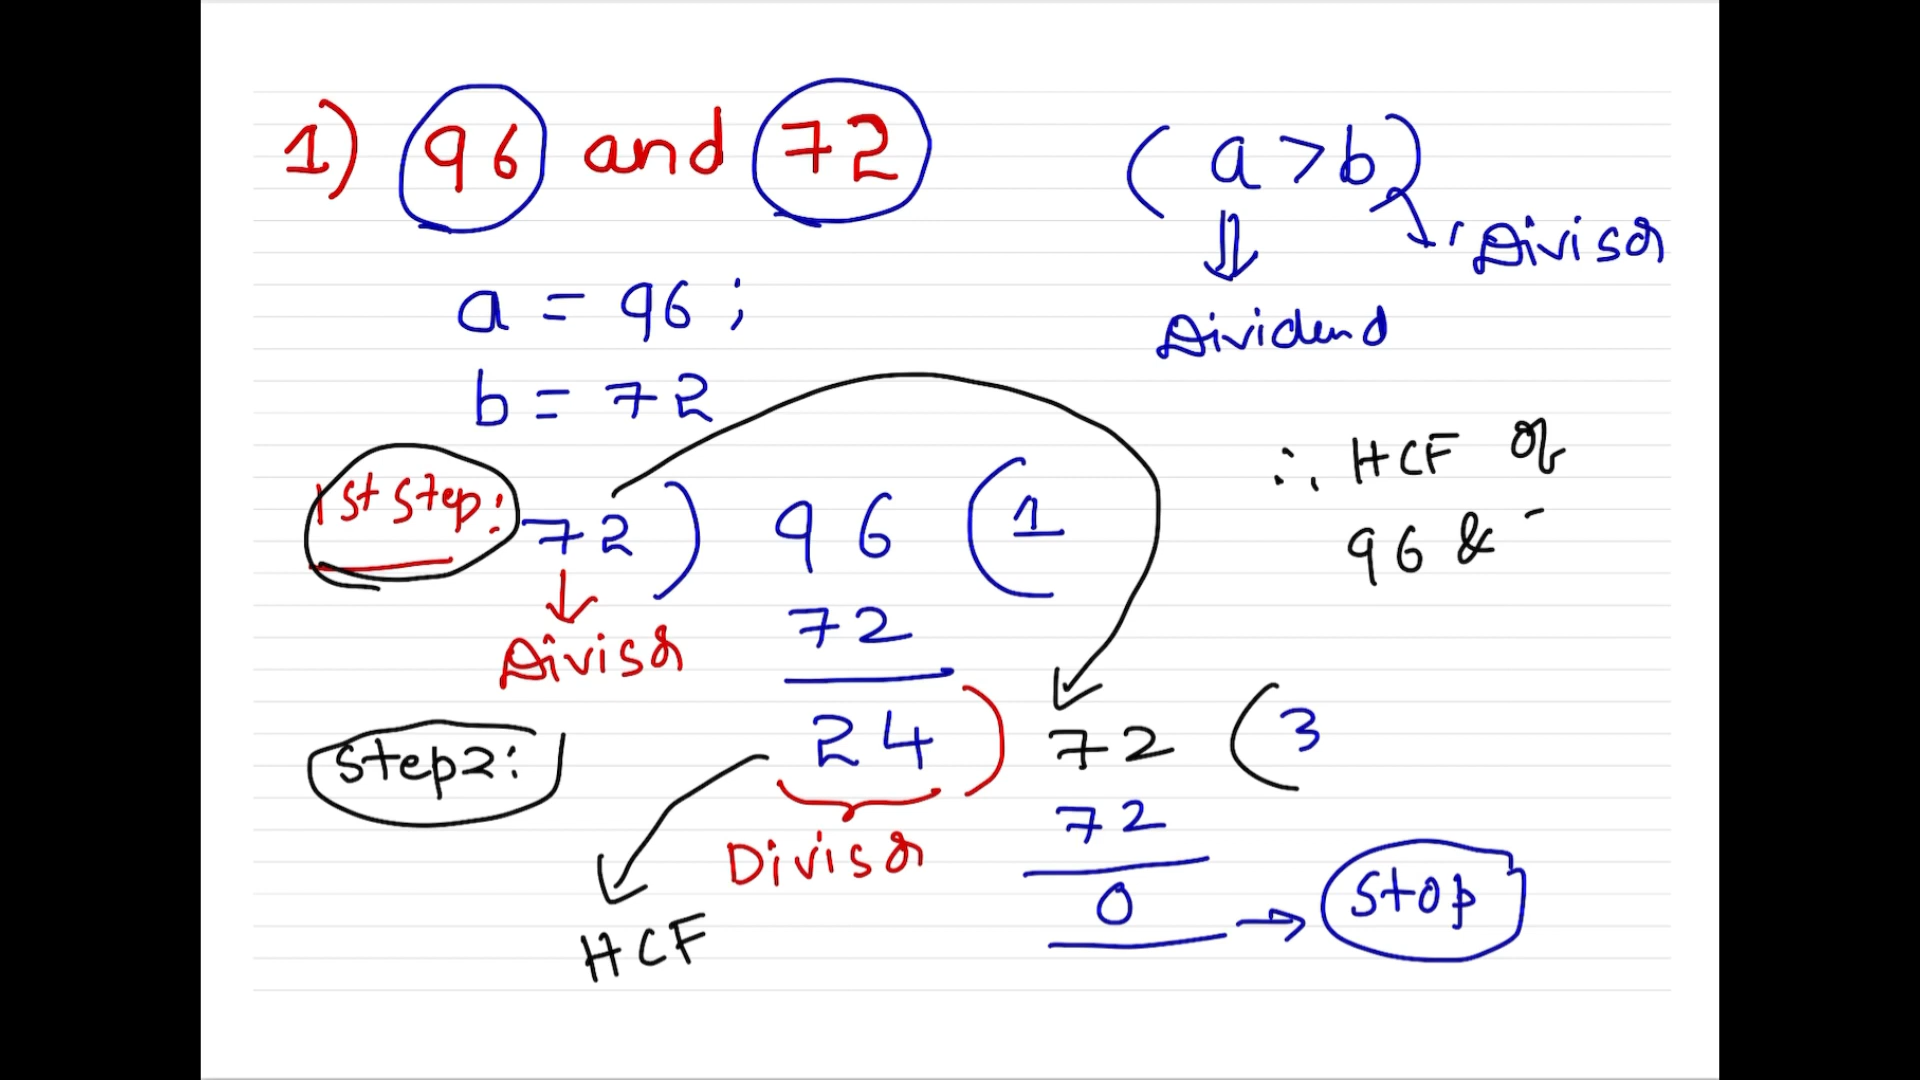 1) 96 and 72
(a > b)
Divisor
Dividend
a = 96 ;
b = 72
∴ HCF of
96 &
1st step: 72 ) 96 ( 1
72
Divisor
Step2: 24 ) 72 ( 3
72
Divisor
0 → Stop
HCF